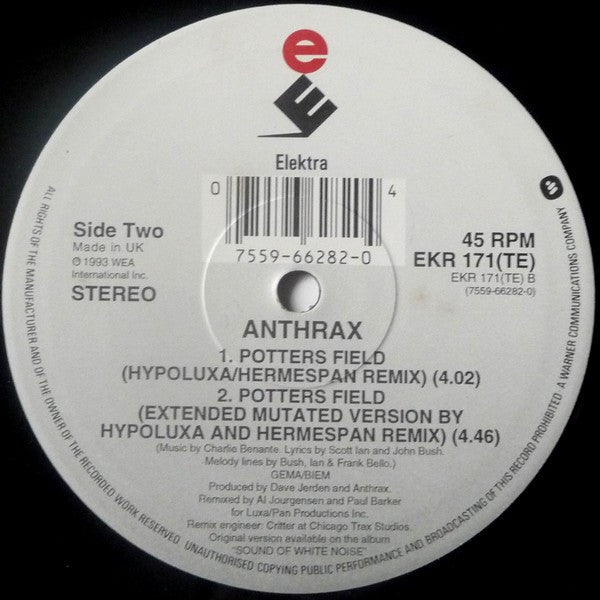 e
E
Elektra
0 4
7559-66282-0
Side Two
Made in UK
℗ 1993 WEA
International Inc.
STEREO
45 RPM
EKR 171(TE)
EKR 171(TE) B
(7559-66282-0)
ANTHRAX
1. POTTERS FIELD
(HYPOLUXA/HERMESPAN REMIX) (4.02)
2. POTTERS FIELD
(EXTENDED MUTATED VERSION BY
HYPOLUXA AND HERMESPAN REMIX) (4.46)
(Music by Charlie Benante. Lyrics by Scott Ian and John Bush.
Melody lines by Bush, Ian & Frank Bello.)
GEMA/BIEM
Produced by Dave Jerden and Anthrax.
Remixed by Al Jourgensen and Paul Barker
for Luxa/Pan Productions Inc.
Remix engineer: Critter at Chicago Trax Studios.
Original version available on the album
"SOUND OF WHITE NOISE"
ALL RIGHTS OF THE MANUFACTURER AND OF THE OWNER OF THE RECORDED WORK RESERVED. UNAUTHORISED COPYING PUBLIC PERFORMANCE AND BROADCASTING OF THIS RECORD PROHIBITED · A WARNER COMMUNICATIONS COMPANY